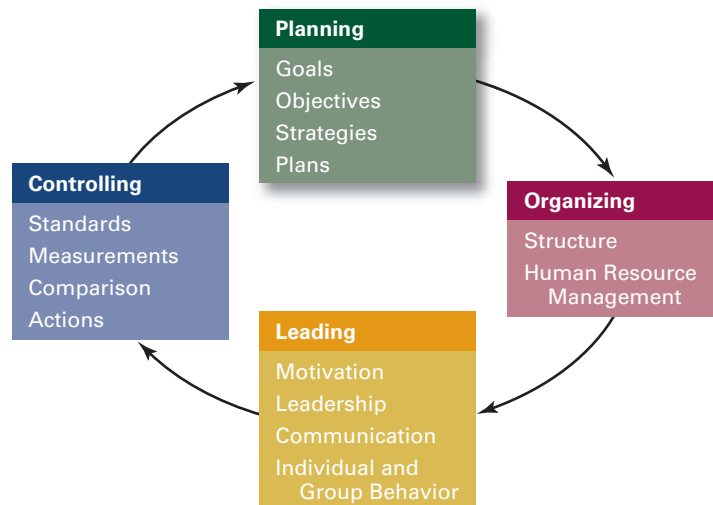 Planning
Goals
Objectives
Strategies
Plans
Organizing
Structure
Human Resource
Management
Leading
Motivation
Leadership
Communication
Individual and
Group Behavior
Controlling
Standards
Measurements
Comparison
Actions